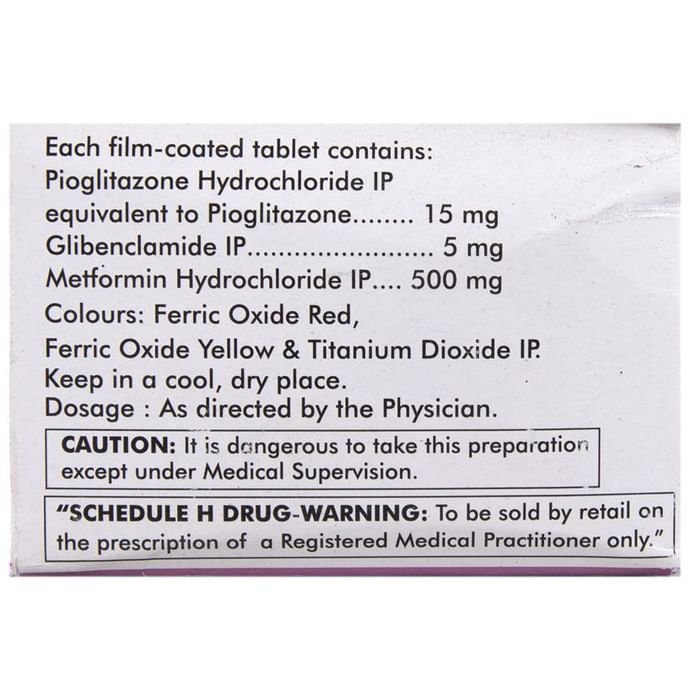 Each film-coated tablet contains:
Pioglitazone Hydrochloride IP
equivalent to Pioglitazone........ 15 mg
Glibenclamide IP........................ 5 mg
Metformin Hydrochloride IP.... 500 mg
Colours: Ferric Oxide Red,
Ferric Oxide Yellow & Titanium Dioxide IP.
Keep in a cool, dry place.
Dosage : As directed by the Physician.
CAUTION: It is dangerous to take this preparation
except under Medical Supervision.
"SCHEDULE H DRUG-WARNING: To be sold by retail on
the prescription of a Registered Medical Practitioner only."